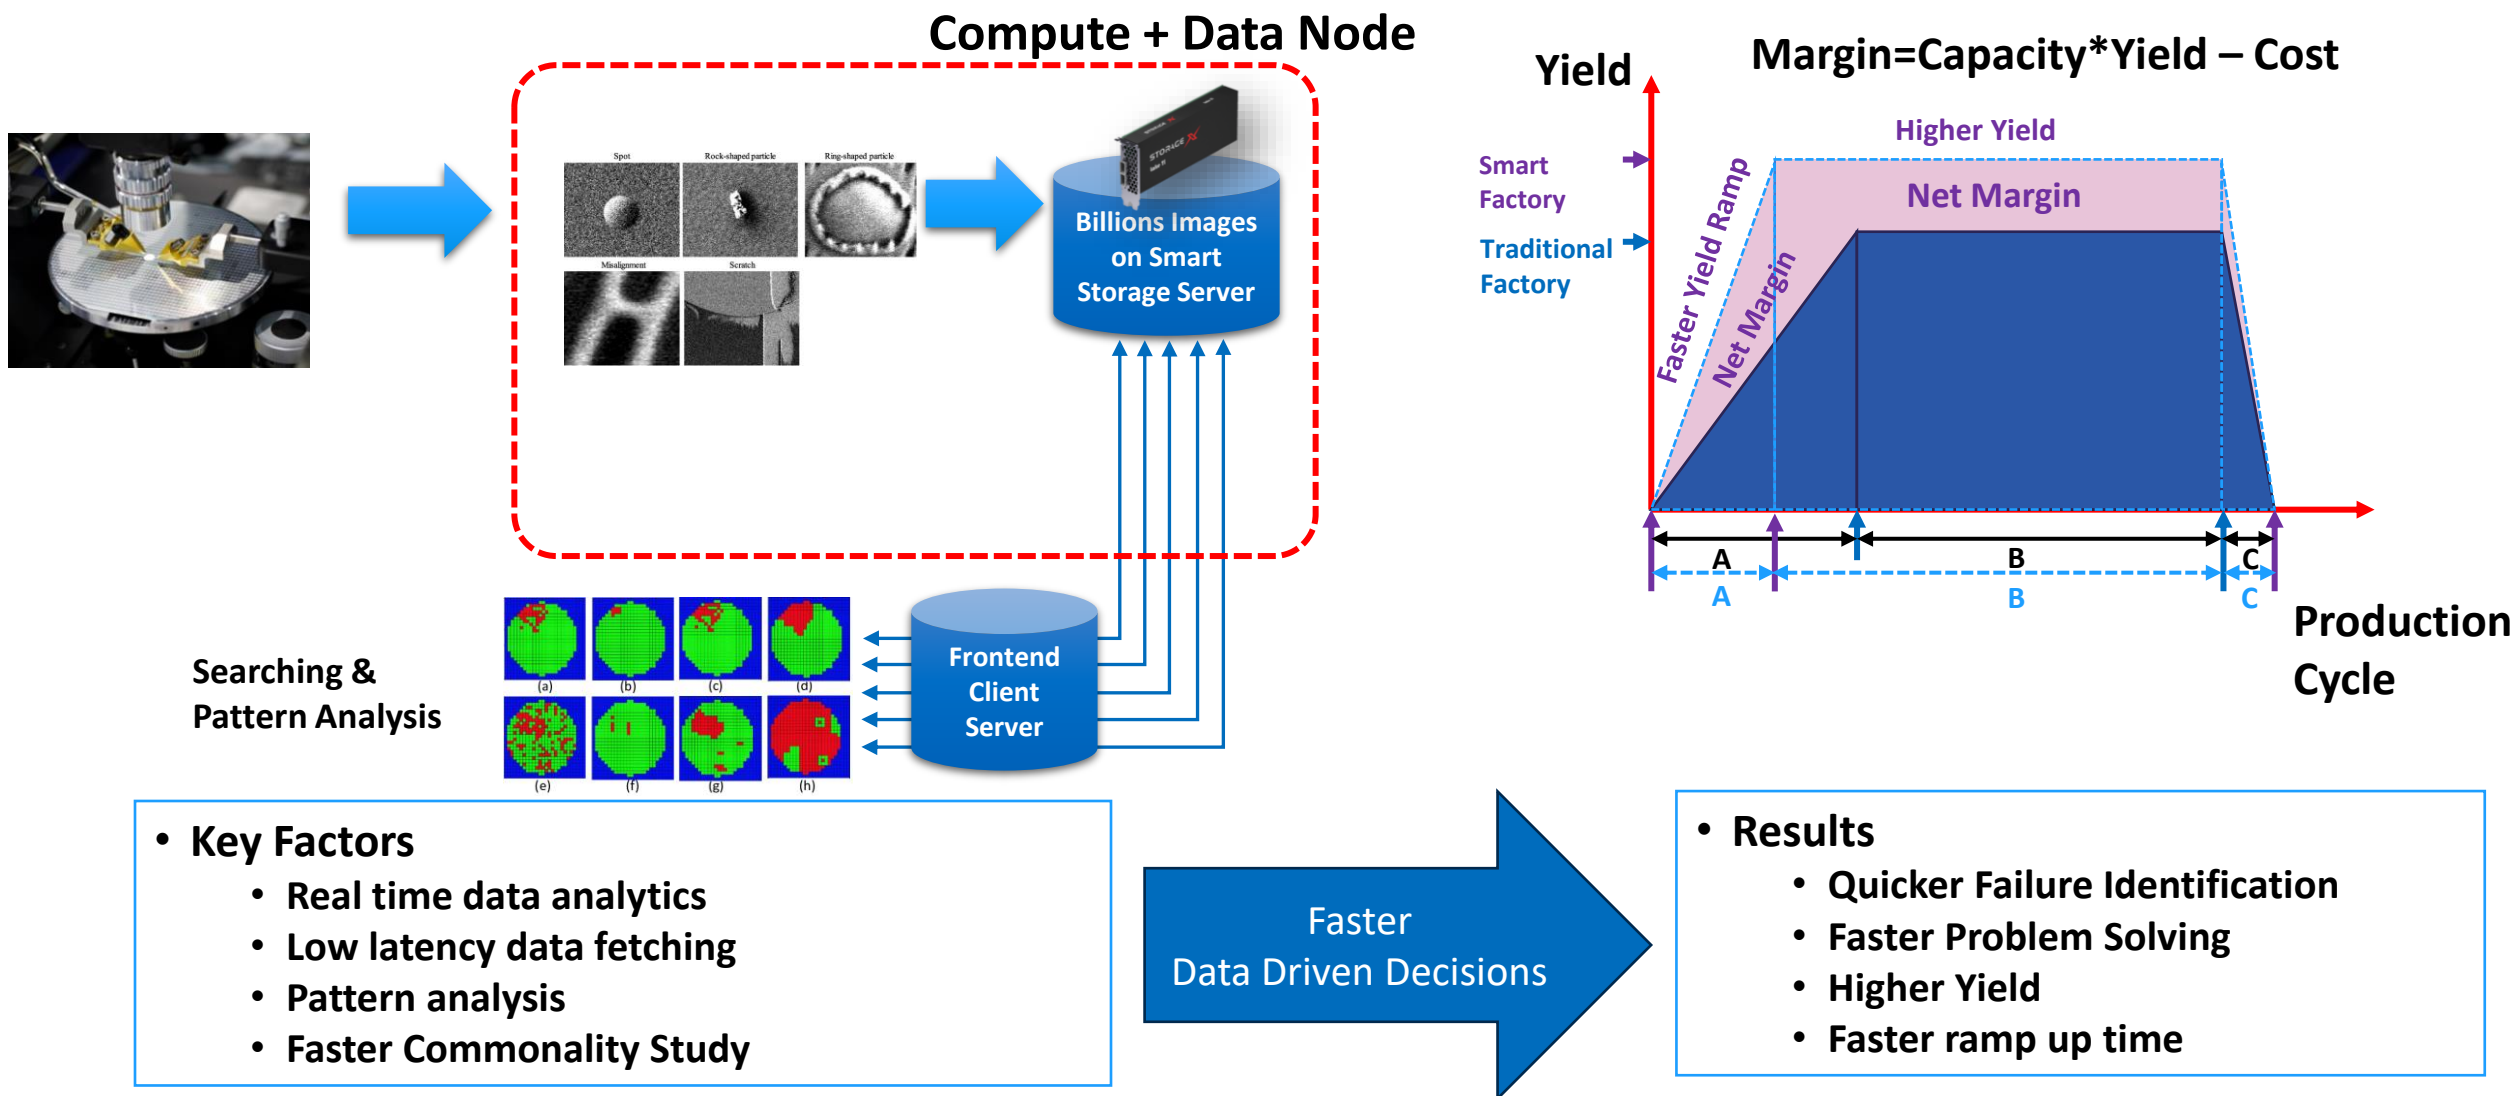 Compute + Data Node
Spot
Rock-shaped particle
Ring-shaped particle
Misalignment
Scratch
STORAGE X
Billions Images
on Smart
Storage Server
Frontend
Client
Server
Searching &
Pattern Analysis
(a)
(b)
(c)
(d)
(e)
(f)
(g)
(h)
Margin=Capacity*Yield – Cost
Yield
Smart
Factory
Traditional
Factory
Higher Yield
Net Margin
Faster Yield Ramp
Net Margin
A
B
C
A
B
C
Production
Cycle
• Key Factors
• Real time data analytics
• Low latency data fetching
• Pattern analysis
• Faster Commonality Study
Faster
Data Driven Decisions
• Results
• Quicker Failure Identification
• Faster Problem Solving
• Higher Yield
• Faster ramp up time